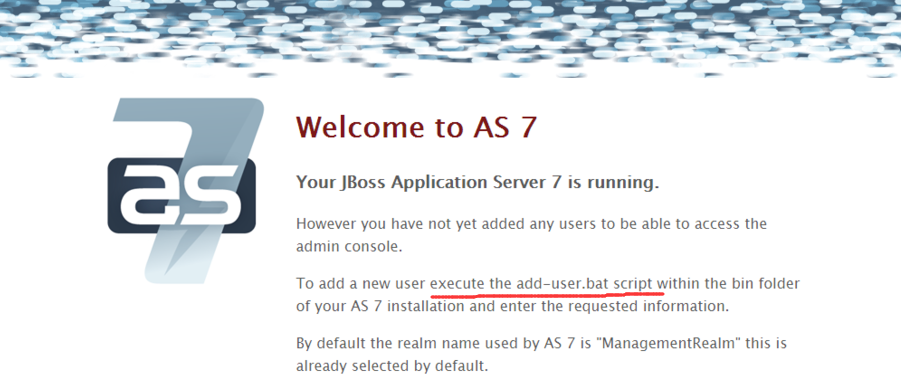 as
7
Welcome to AS 7
Your JBoss Application Server 7 is running.
However you have not yet added any users to be able to access the
admin console.
To add a new user execute the add-user.bat script within the bin folder
of your AS 7 installation and enter the requested information.
By default the realm name used by AS 7 is "ManagementRealm" this is
already selected by default.